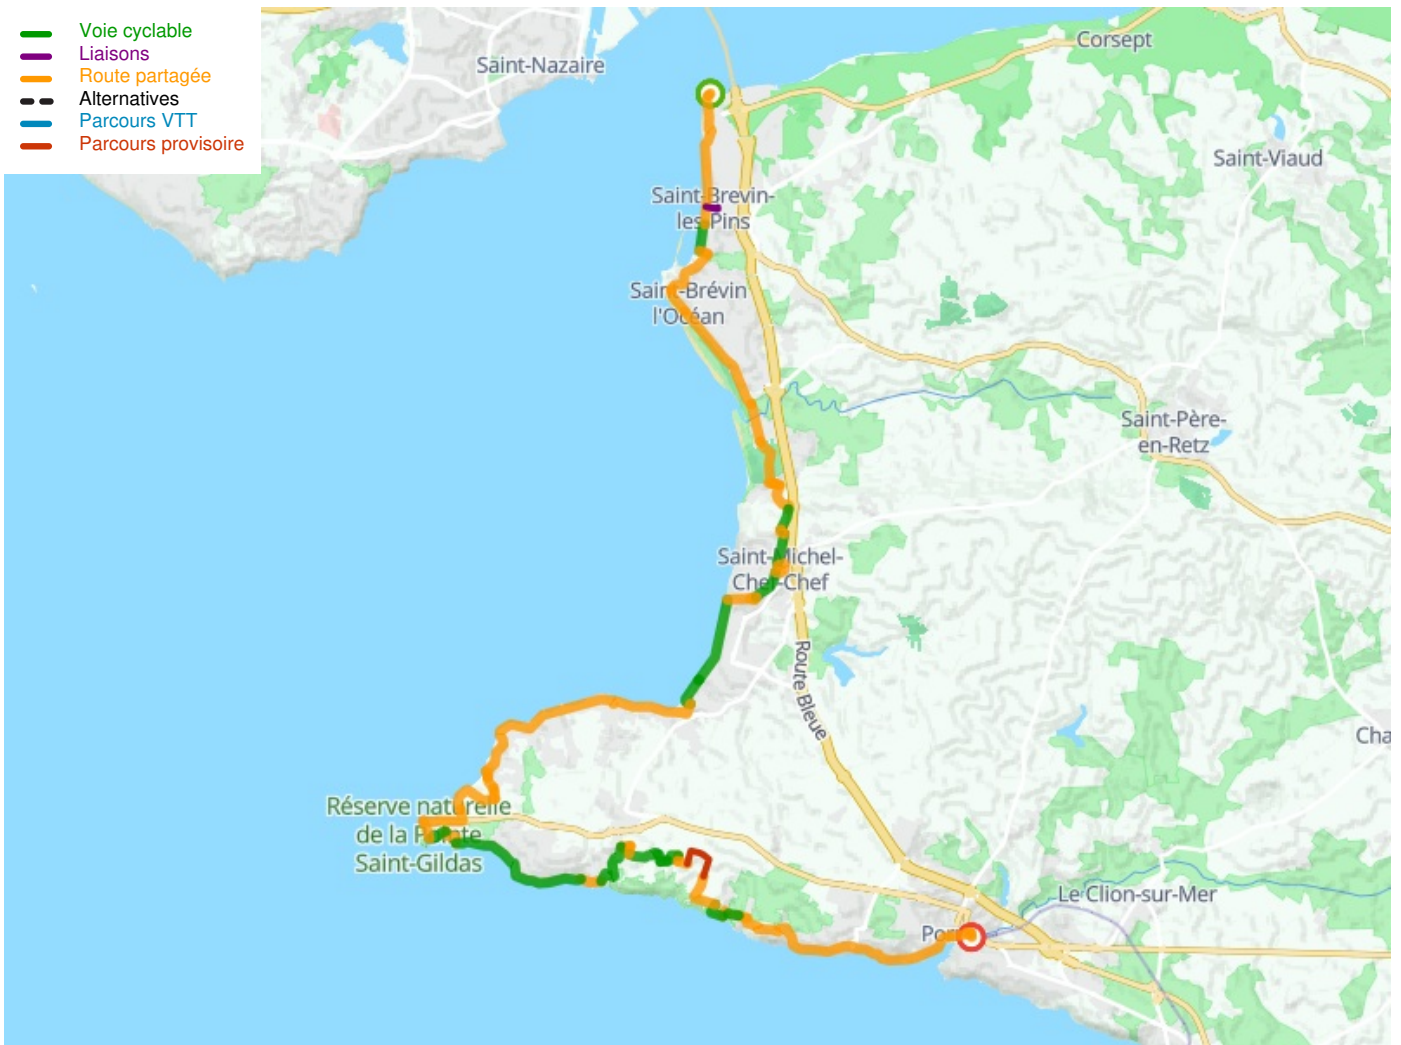 Voie cyclable
Liaisons
Route partagée
Alternatives
Parcours VTT
Parcours provisoire
Saint-Nazaire
Corsept
Saint-Viaud
Saint-Brevin-
les-Pins
Saint-Brévin
l'Océan
Saint-Père-
en-Retz
Saint-Michel-
Chef-Chef
Route Bleue
Cha
Réserve naturelle
de la Pointe
Saint-Gildas
Le Clion-sur-Mer
Por